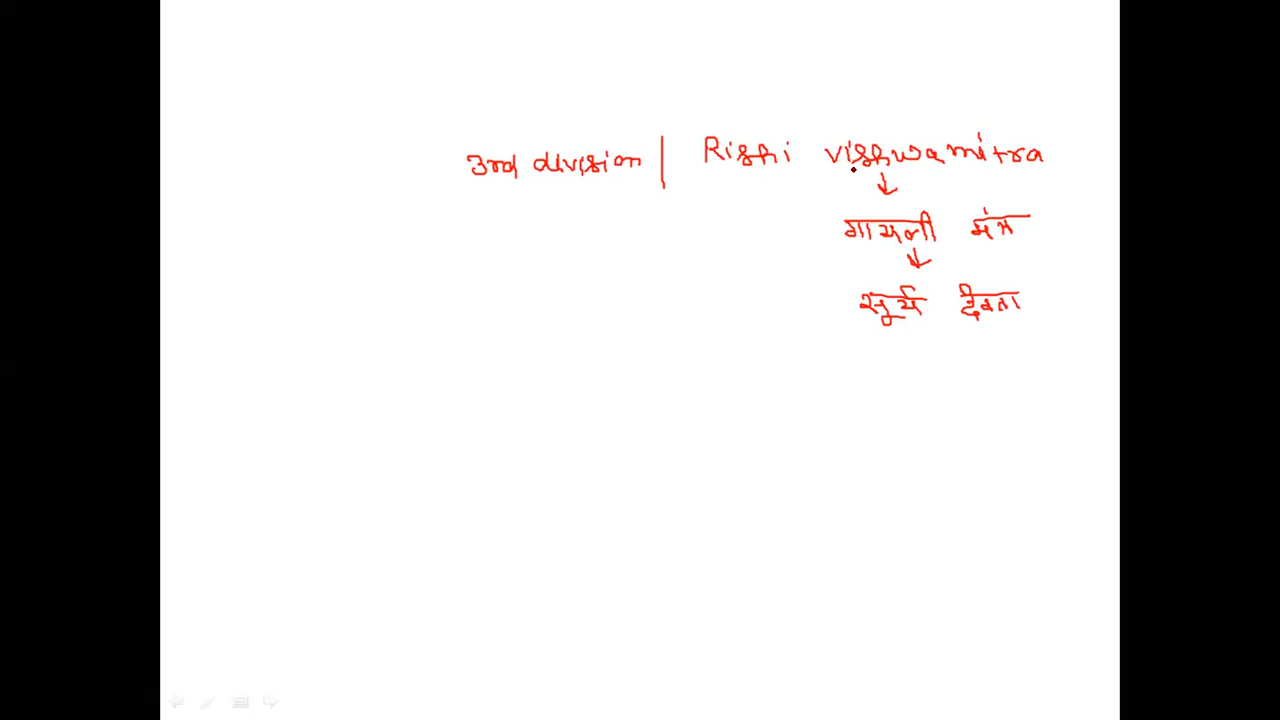 3rd division | Rishi vishwamitra
↓
गायत्री मंत्र
↓
सूर्य देवता